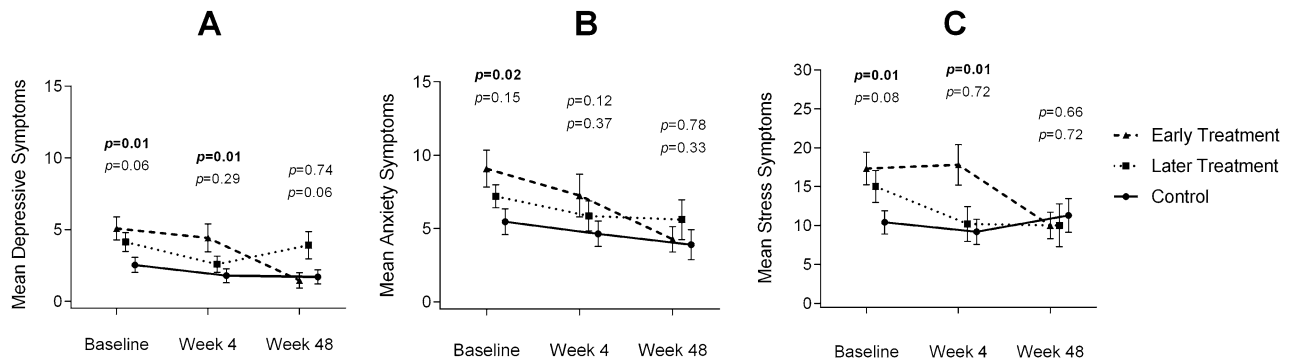 A
Mean Depressive Symptoms
15
10
5
0
p=0.01
p=0.06
p=0.01
p=0.29
p=0.74
p=0.06
Baseline
Week 4
Week 48
B
Mean Anxiety Symptoms
15
10
5
0
p=0.02
p=0.15
p=0.12
p=0.37
p=0.78
p=0.33
Baseline
Week 4
Week 48
C
Mean Stress Symptoms
30
25
20
15
10
5
0
p=0.01
p=0.08
p=0.01
p=0.72
p=0.66
p=0.72
Baseline
Week 4
Week 48
Early Treatment
Later Treatment
Control